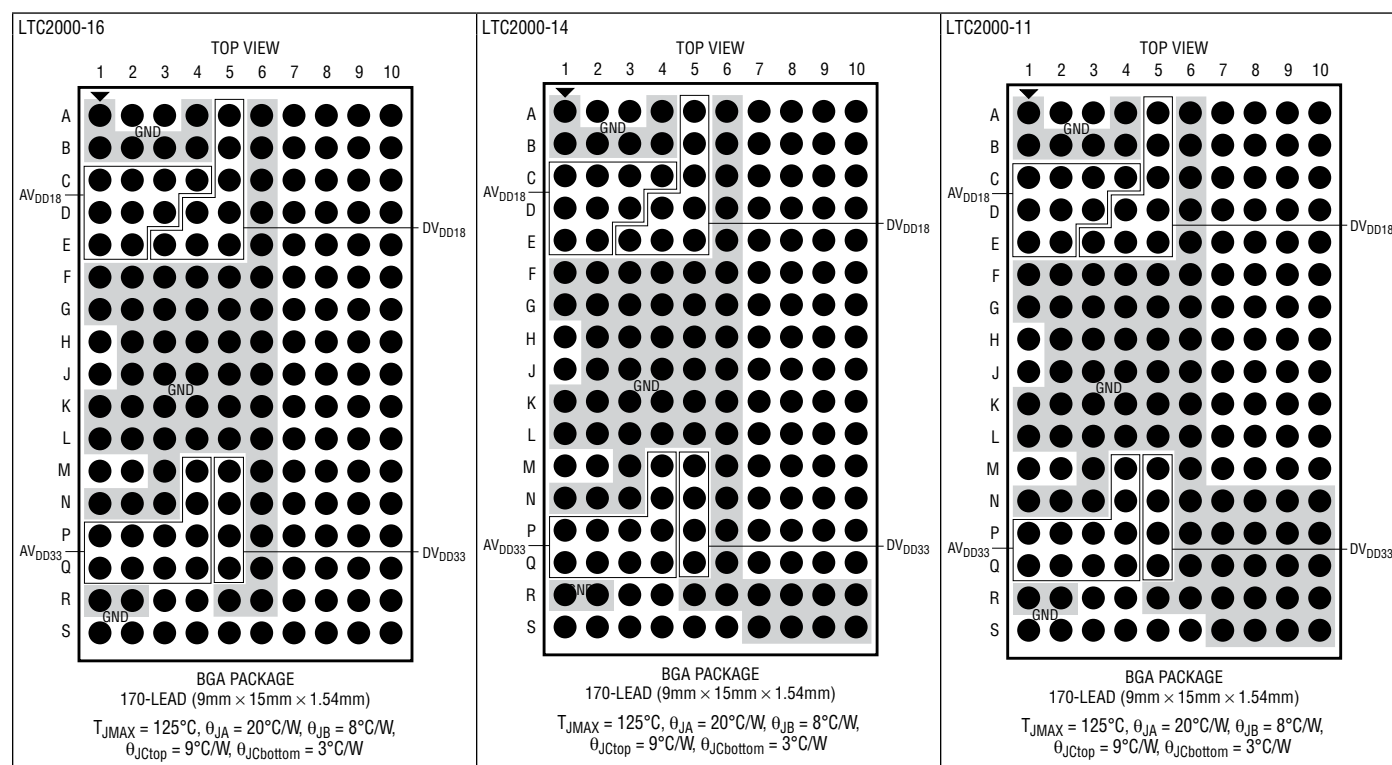 LTC2000-16
TOP VIEW
1 2 3 4 5 6 7 8 9 10
A
GND
B
C
AVDD18
D
DVDD18
E
F
G
H
J
GND
K
L
M
N
P
AVDD33
DVDD33
Q
R
GND
S
BGA PACKAGE
170-LEAD (9mm × 15mm × 1.54mm)
TJMAX = 125°C, θJA = 20°C/W, θJB = 8°C/W,
θJCtop = 9°C/W, θJCbottom = 3°C/W
LTC2000-14
TOP VIEW
1 2 3 4 5 6 7 8 9 10
A
GND
B
C
AVDD18
D
DVDD18
E
F
G
H
J
GND
K
L
M
N
P
AVDD33
DVDD33
Q
R
GND
S
BGA PACKAGE
170-LEAD (9mm × 15mm × 1.54mm)
TJMAX = 125°C, θJA = 20°C/W, θJB = 8°C/W,
θJCtop = 9°C/W, θJCbottom = 3°C/W
LTC2000-11
TOP VIEW
1 2 3 4 5 6 7 8 9 10
A
GND
B
C
AVDD18
D
DVDD18
E
F
G
H
J
GND
K
L
M
N
P
AVDD33
DVDD33
Q
R
GND
S
BGA PACKAGE
170-LEAD (9mm × 15mm × 1.54mm)
TJMAX = 125°C, θJA = 20°C/W, θJB = 8°C/W,
θJCtop = 9°C/W, θJCbottom = 3°C/W